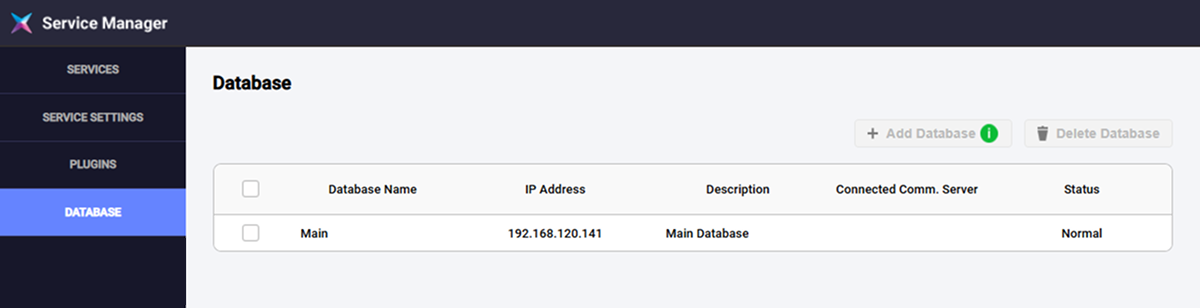 Service Manager
SERVICES
SERVICE SETTINGS
PLUGINS
DATABASE
Database
+ Add Database i
Delete Database
Database Name IP Address Description Connected Comm. Server Status
Main 192.168.120.141 Main Database Normal